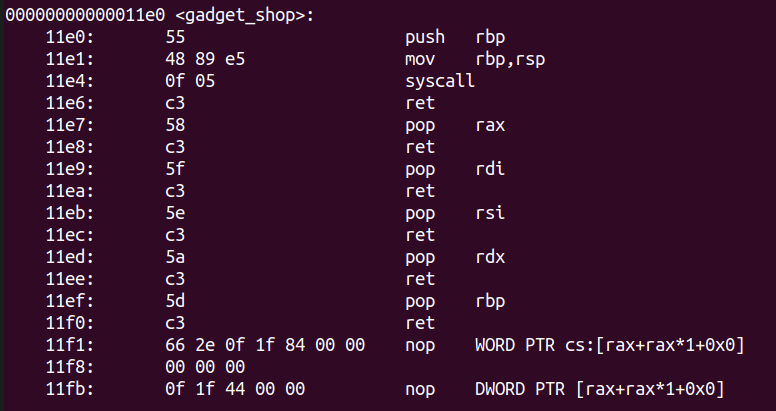 00000000000011e0 <gadget_shop>:
11e0: 55 push rbp
11e1: 48 89 e5 mov rbp,rsp
11e4: 0f 05 syscall
11e6: c3 ret
11e7: 58 pop rax
11e8: c3 ret
11e9: 5f pop rdi
11ea: c3 ret
11eb: 5e pop rsi
11ec: c3 ret
11ed: 5a pop rdx
11ee: c3 ret
11ef: 5d pop rbp
11f0: c3 ret
11f1: 66 2e 0f 1f 84 00 00 nop WORD PTR cs:[rax+rax*1+0x0]
11f8: 00 00 00
11fb: 0f 1f 44 00 00 nop DWORD PTR [rax+rax*1+0x0]